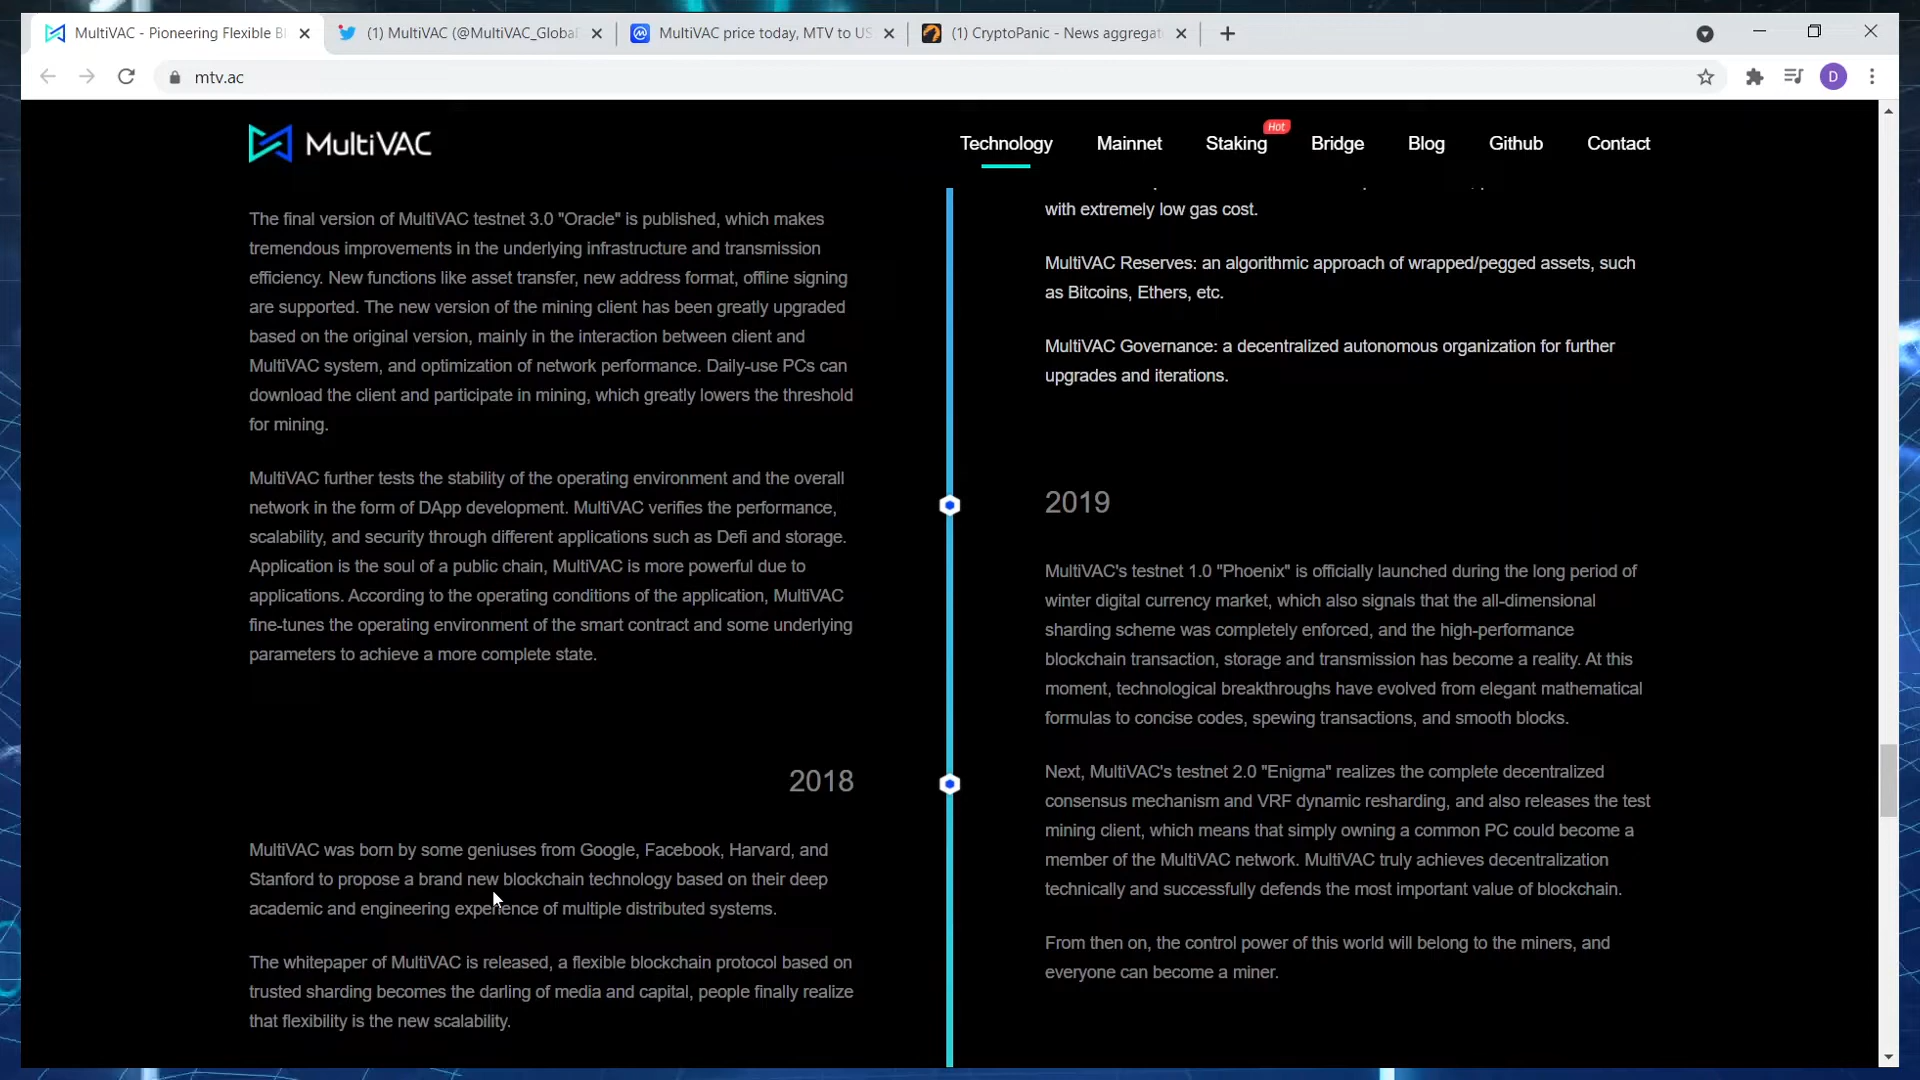 MultiVAC - Pioneering Flexible Bl
(1) MultiVAC (@MultiVAC_Global
MultiVAC price today, MTV to US
(1) CryptoPanic - News aggregat
mtv.ac
D
MultiVAC
Technology
Mainnet
Staking
Hot
Bridge
Blog
Github
Contact
The final version of MultiVAC testnet 3.0 "Oracle" is published, which makes
tremendous improvements in the underlying infrastructure and transmission
efficiency. New functions like asset transfer, new address format, offline signing
are supported. The new version of the mining client has been greatly upgraded
based on the original version, mainly in the interaction between client and
MultiVAC system, and optimization of network performance. Daily-use PCs can
download the client and participate in mining, which greatly lowers the threshold
for mining.
MultiVAC further tests the stability of the operating environment and the overall
network in the form of DApp development. MultiVAC verifies the performance,
scalability, and security through different applications such as Defi and storage.
Application is the soul of a public chain, MultiVAC is more powerful due to
applications. According to the operating conditions of the application, MultiVAC
fine-tunes the operating environment of the smart contract and some underlying
parameters to achieve a more complete state.
2018
MultiVAC was born by some geniuses from Google, Facebook, Harvard, and
Stanford to propose a brand new blockchain technology based on their deep
academic and engineering experience of multiple distributed systems.
The whitepaper of MultiVAC is released, a flexible blockchain protocol based on
trusted sharding becomes the darling of media and capital, people finally realize
that flexibility is the new scalability.
with extremely low gas cost.
MultiVAC Reserves: an algorithmic approach of wrapped/pegged assets, such
as Bitcoins, Ethers, etc.
MultiVAC Governance: a decentralized autonomous organization for further
upgrades and iterations.
2019
MultiVAC's testnet 1.0 "Phoenix" is officially launched during the long period of
winter digital currency market, which also signals that the all-dimensional
sharding scheme was completely enforced, and the high-performance
blockchain transaction, storage and transmission has become a reality. At this
moment, technological breakthroughs have evolved from elegant mathematical
formulas to concise codes, spewing transactions, and smooth blocks.
Next, MultiVAC's testnet 2.0 "Enigma" realizes the complete decentralized
consensus mechanism and VRF dynamic resharding, and also releases the test
mining client, which means that simply owning a common PC could become a
member of the MultiVAC network. MultiVAC truly achieves decentralization
technically and successfully defends the most important value of blockchain.
From then on, the control power of this world will belong to the miners, and
everyone can become a miner.